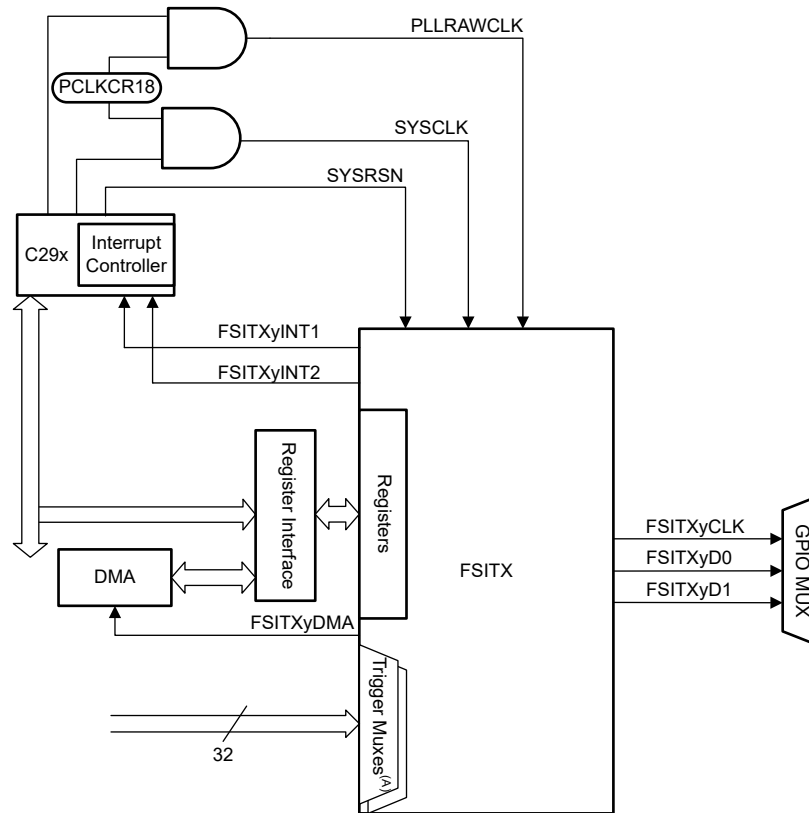 PLLRAWCLK
PCLKCR18
SYSCLK
SYSRSN
C29x
Interrupt
Controller
FSITXyINT1
FSITXyINT2
Register Interface
Registers
FSITX
DMA
FSITXyDMA
FSITXyCLK
FSITXyD0
FSITXyD1
GPIO MUX
Trigger Muxes(A)
32